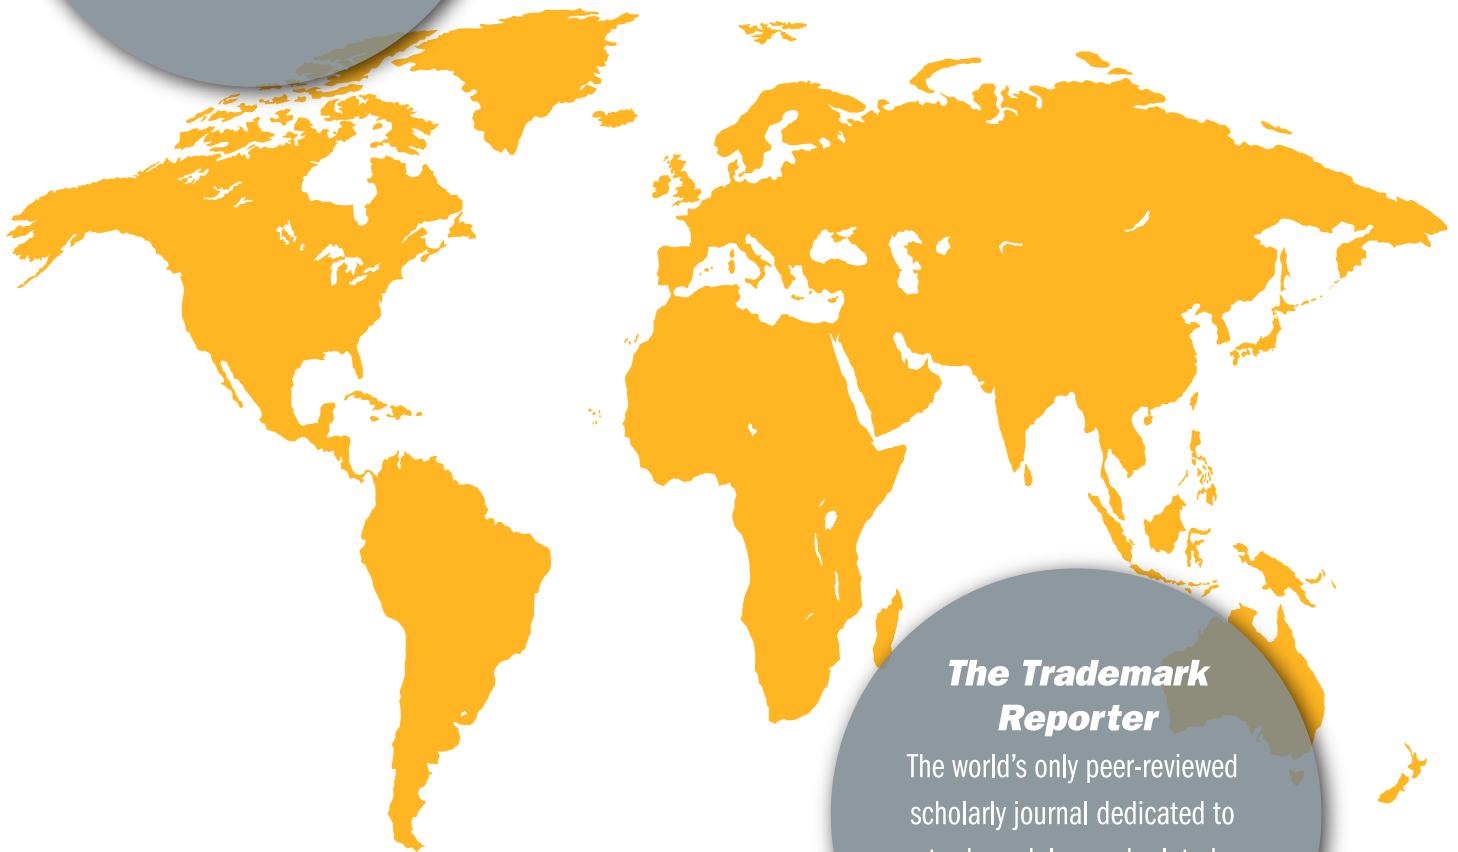 The Trademark
Reporter
The world's only peer-reviewed
scholarly journal dedicated to